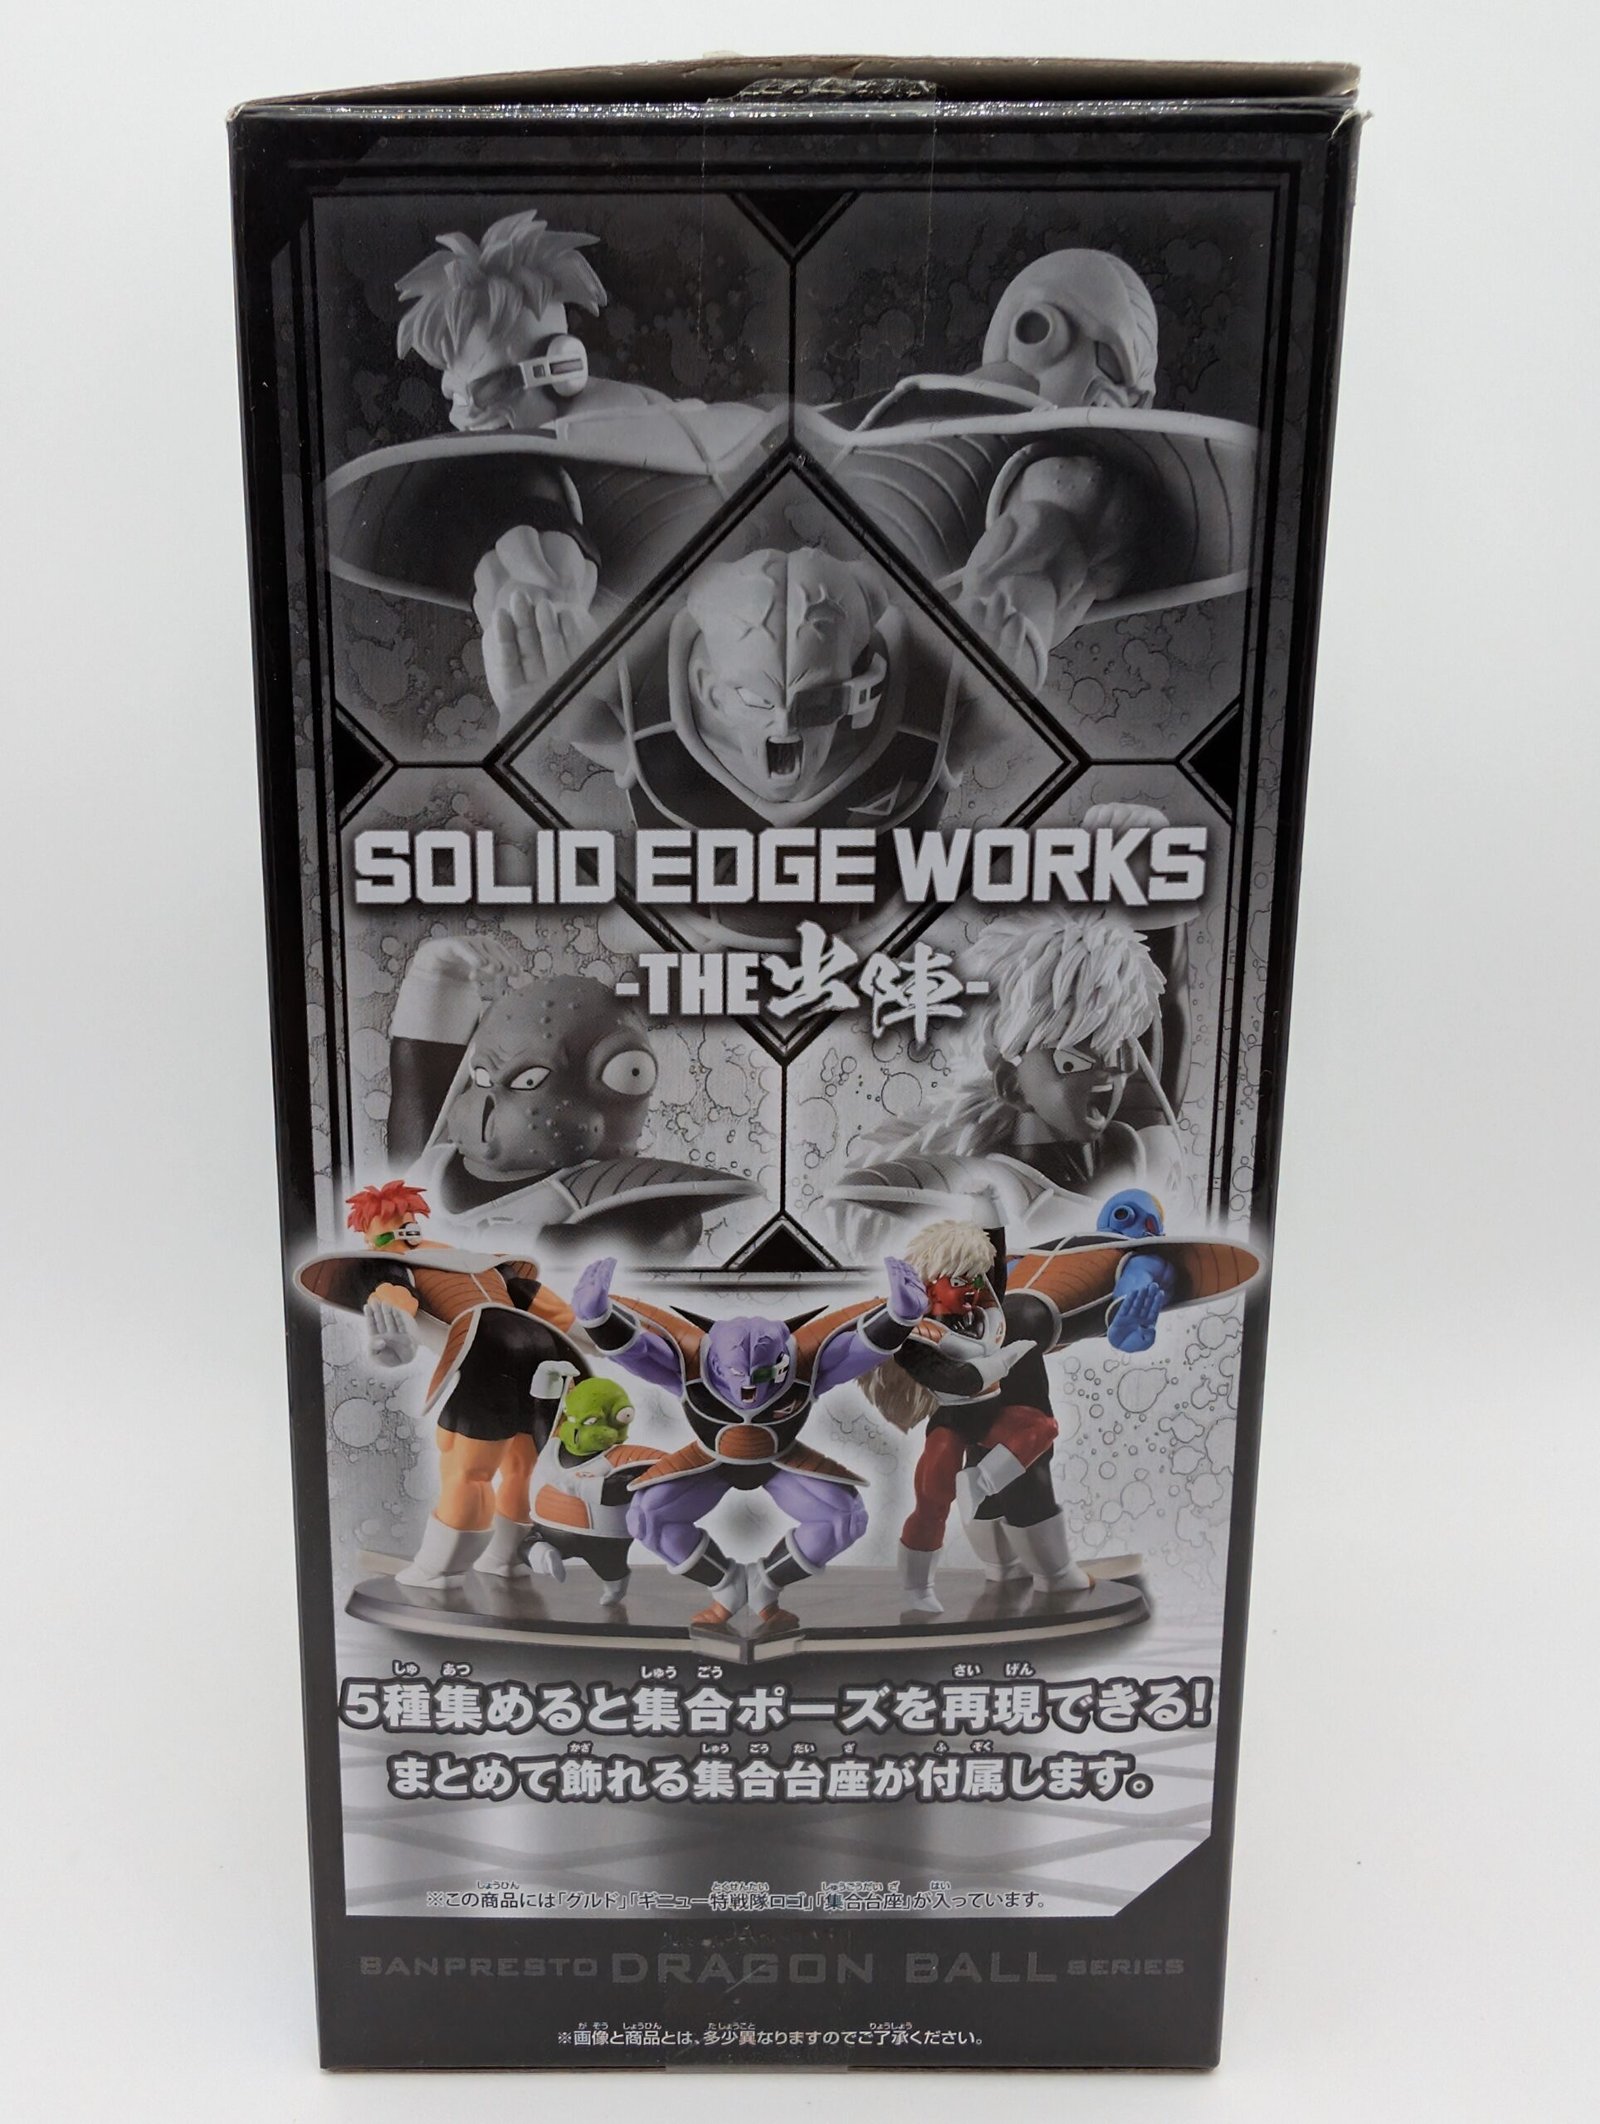 SOLID EDGE WORKS
-THE出陣-
5種集めると集合ポーズを再現できる!
まとめて飾れる集合台座が付属します。
※この商品には「グルド」「ギニュー特戦隊ロゴ」「集合台座」が入っています。
BANPRESTO DRAGON BALL SERIES
※画像と商品とは、多少異なりますのでご了承ください。